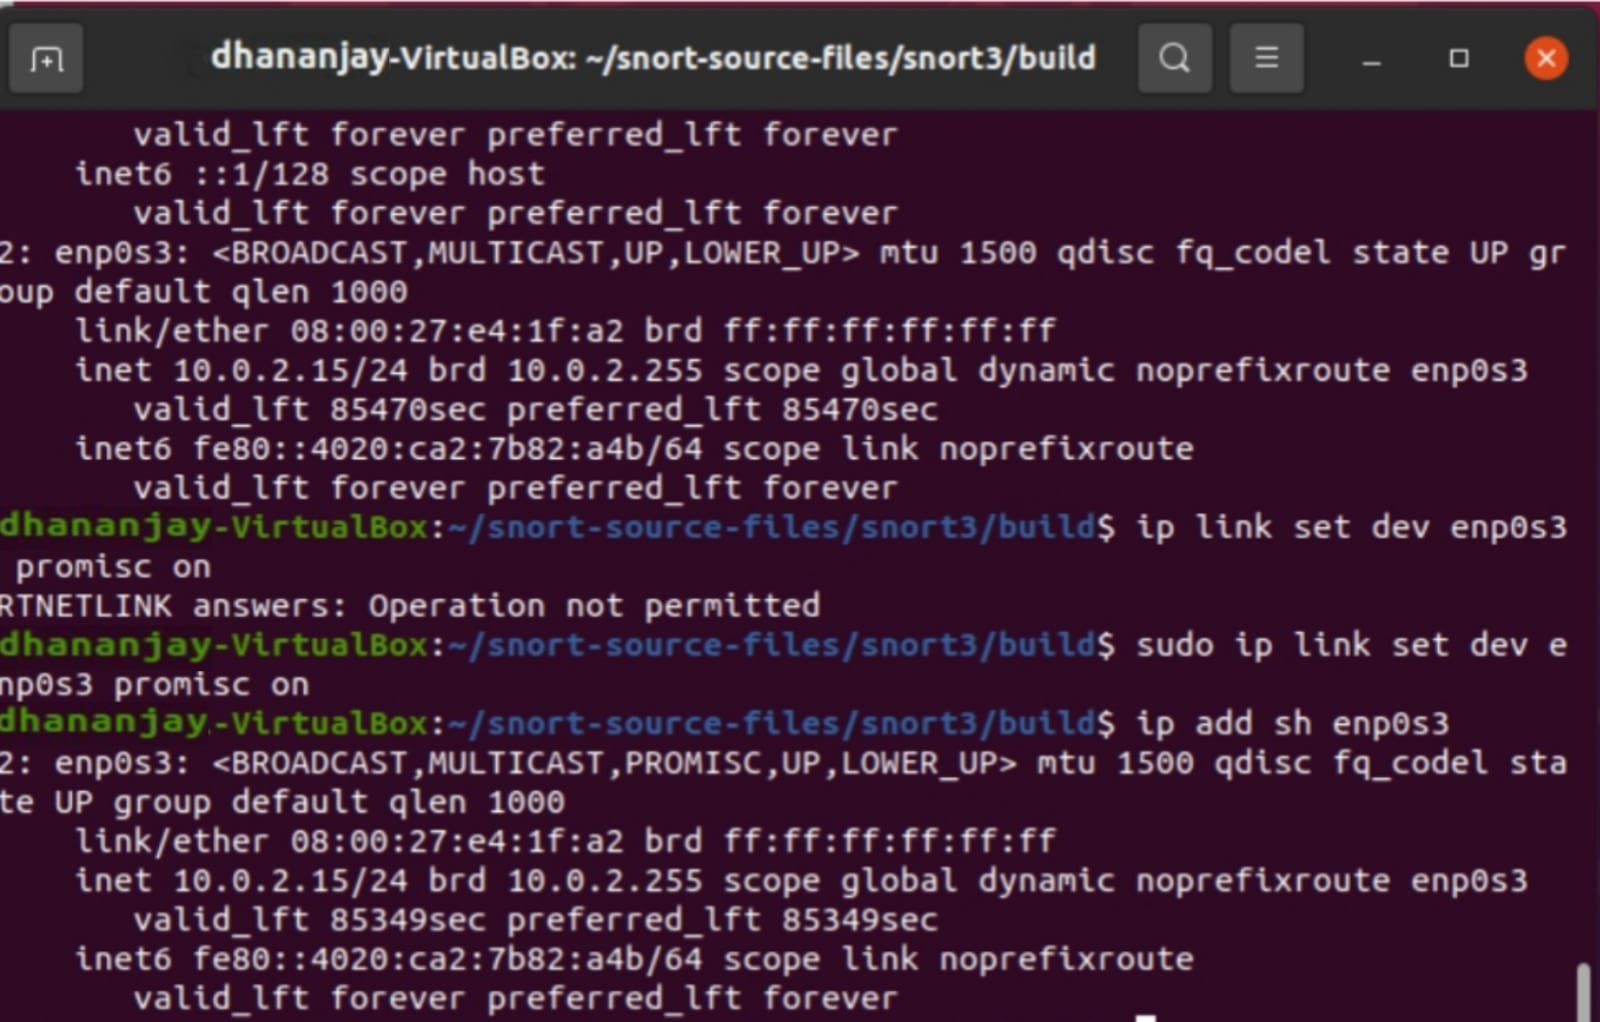 dhananjay-VirtualBox: ~/snort-source-files/snort3/build
valid_lft forever preferred_lft forever
inet6 ::1/128 scope host
valid_lft forever preferred_lft forever
2: enp0s3: <BROADCAST,MULTICAST,UP,LOWER_UP> mtu 1500 qdisc fq_codel state UP gr
oup default qlen 1000
link/ether 08:00:27:e4:1f:a2 brd ff:ff:ff:ff:ff:ff
inet 10.0.2.15/24 brd 10.0.2.255 scope global dynamic noprefixroute enp0s3
valid_lft 85470sec preferred_lft 85470sec
inet6 fe80::4020:ca2:7b82:a4b/64 scope link noprefixroute
valid_lft forever preferred_lft forever
dhananjay-VirtualBox:~/snort-source-files/snort3/build$ ip link set dev enp0s3
promisc on
RTNETLINK answers: Operation not permitted
dhananjay-VirtualBox:~/snort-source-files/snort3/build$ sudo ip link set dev e
np0s3 promisc on
dhananjay-VirtualBox:~/snort-source-files/snort3/build$ ip add sh enp0s3
2: enp0s3: <BROADCAST,MULTICAST,PROMISC,UP,LOWER_UP> mtu 1500 qdisc fq_codel sta
te UP group default qlen 1000
link/ether 08:00:27:e4:1f:a2 brd ff:ff:ff:ff:ff:ff
inet 10.0.2.15/24 brd 10.0.2.255 scope global dynamic noprefixroute enp0s3
valid_lft 85349sec preferred_lft 85349sec
inet6 fe80::4020:ca2:7b82:a4b/64 scope link noprefixroute
valid_lft forever preferred_lft forever